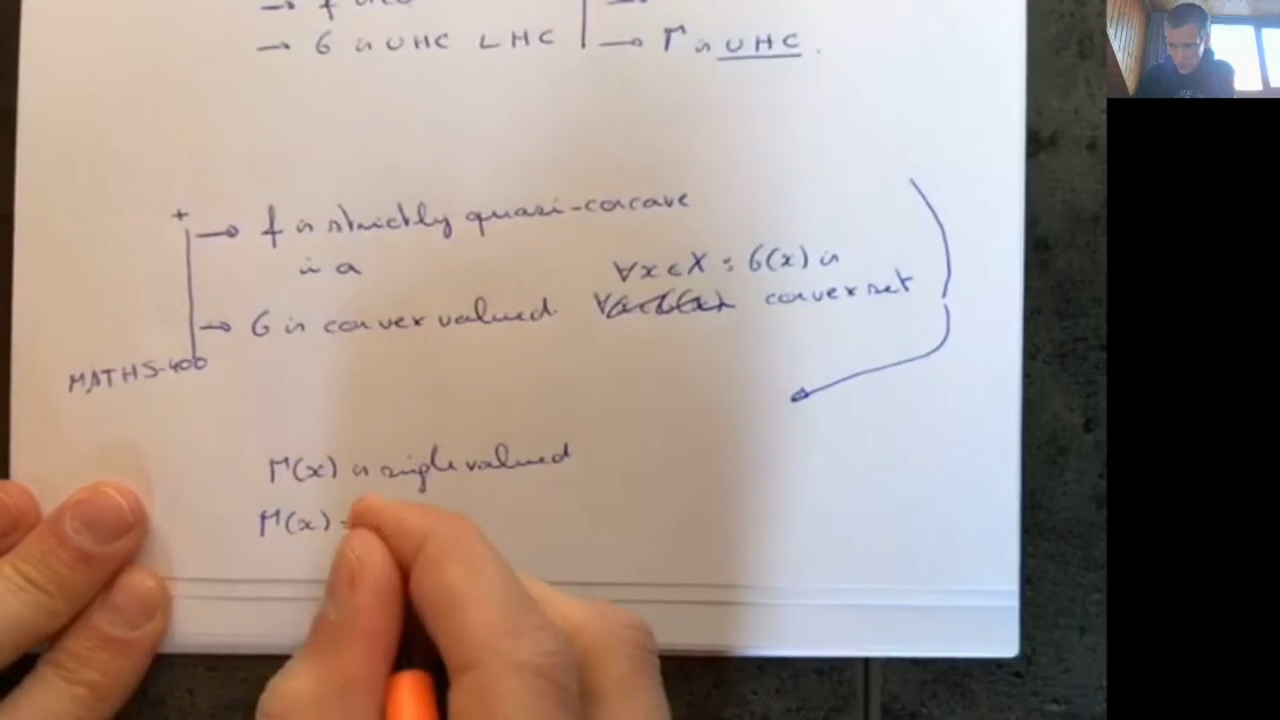 → f
→ G is UHC LHC → Γ is UHC.
+
→ f is strictly quasi-concave
in a
∀x∈X : G(x) is
→ G is convex valued. convex set
MATHS-400
Γ(x) is single valued
Γ(x) =